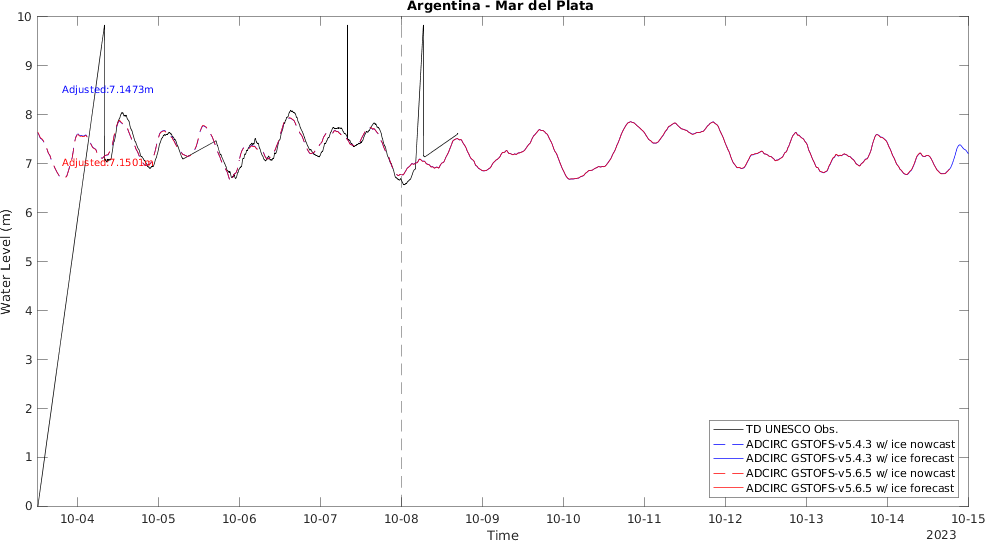 Argentina - Mar del Plata
Water Level (m)
10
9
8
7
6
5
4
3
2
1
0
Adjusted:7.1473m
Adjusted:7.1501m
TD UNESCO Obs.
ADCIRC GSTOFS-v5.4.3 w/ ice nowcast
ADCIRC GSTOFS-v5.4.3 w/ ice forecast
ADCIRC GSTOFS-v5.6.5 w/ ice nowcast
ADCIRC GSTOFS-v5.6.5 w/ ice forecast
10-04 10-05 10-06 10-07 10-08 10-09 10-10 10-11 10-12 10-13 10-14 10-15
Time
2023